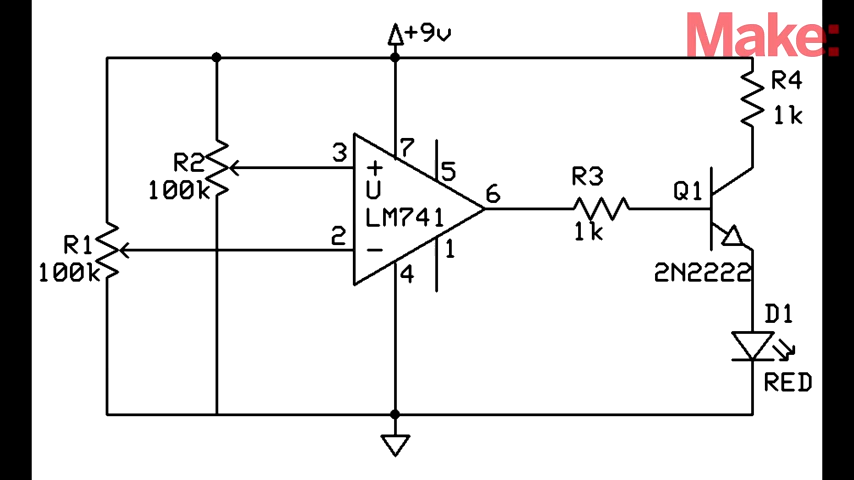 Make:
+9v
R4
1k
R2
100k
3
+
7
5
U
LM741
6
R3
1k
Q1
2N2222
R1
100k
2
−
4
1
D1
RED